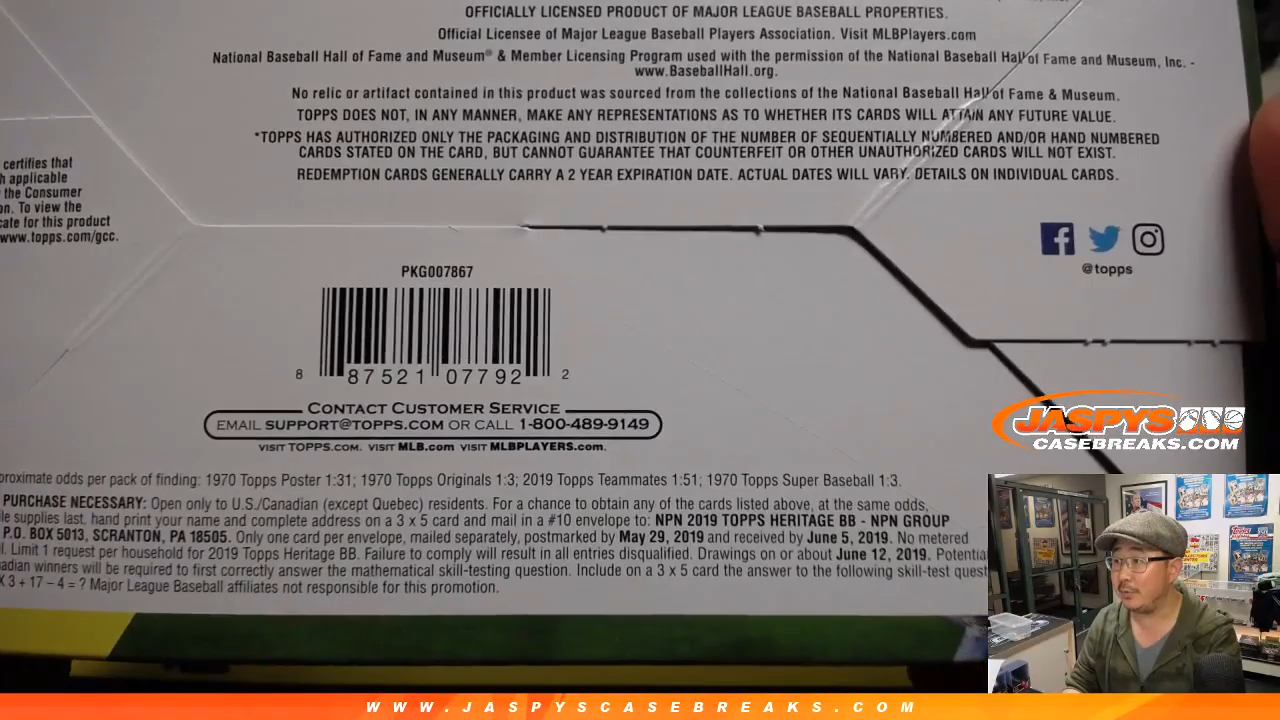 OFFICIALLY LICENSED PRODUCT OF MAJOR LEAGUE BASEBALL PROPERTIES.
Official Licensee of Major League Baseball Players Association. Visit MLBPlayers.com
National Baseball Hall of Fame and Museum® & Member Licensing Program used with the permission of the National Baseball Hall of Fame and Museum, Inc. -
www.BaseballHall.org.
No relic or artifact contained in this product was sourced from the collections of the National Baseball Hall of Fame & Museum.
TOPPS DOES NOT, IN ANY MANNER, MAKE ANY REPRESENTATIONS AS TO WHETHER ITS CARDS WILL ATTAIN ANY FUTURE VALUE.
*TOPPS HAS AUTHORIZED ONLY THE PACKAGING AND DISTRIBUTION OF THE NUMBER OF SEQUENTIALLY NUMBERED AND/OR HAND NUMBERED
CARDS STATED ON THE CARD, BUT CANNOT GUARANTEE THAT COUNTERFEIT OR OTHER UNAUTHORIZED CARDS WILL NOT EXIST.
REDEMPTION CARDS GENERALLY CARRY A 2 YEAR EXPIRATION DATE. ACTUAL DATES WILL VARY. DETAILS ON INDIVIDUAL CARDS.
certifies that
h applicable
the Consumer
on. To view the
cate for this product
www.topps.com/gcc.
@topps
PKG007867
8 87521 07792 2
CONTACT CUSTOMER SERVICE
EMAIL SUPPORT@TOPPS.COM OR CALL 1-800-489-9149
VISIT TOPPS.COM. VISIT MLB.COM VISIT MLBPLAYERS.COM.
proximate odds per pack of finding: 1970 Topps Poster 1:31; 1970 Topps Originals 1:3; 2019 Topps Teammates 1:51; 1970 Topps Super Baseball 1:3.
PURCHASE NECESSARY: Open only to U.S./Canadian (except Quebec) residents. For a chance to obtain any of the cards listed above, at the same odds,
le supplies last, hand print your name and complete address on a 3 x 5 card and mail in a #10 envelope to: NPN 2019 TOPPS HERITAGE BB - NPN GROUP
P.O. BOX 5013, SCRANTON, PA 18505. Only one card per envelope, mailed separately, postmarked by May 29, 2019 and received by June 5, 2019. No metered
l. Limit 1 request per household for 2019 Topps Heritage BB. Failure to comply will result in all entries disqualified. Drawings on or about June 12, 2019. Potentia
nadian winners will be required to first correctly answer the mathematical skill-testing question. Include on a 3 x 5 card the answer to the following skill-test quest
X 3 + 17 – 4 = ? Major League Baseball affiliates not responsible for this promotion.
JASPYS
CASEBREAKS.COM
WWW.JASPYSCASEBREAKS.COM